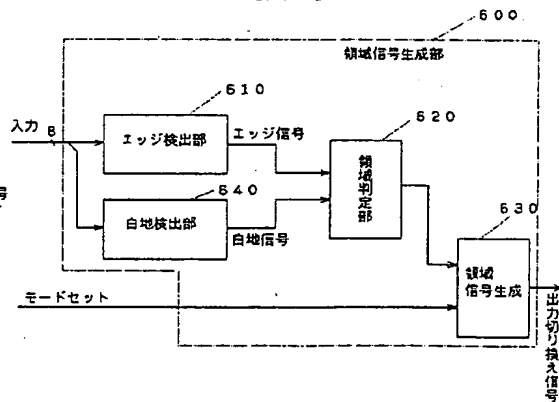 600
領域信号生成部
610
入力
8
エッジ検出部
エッジ信号
620
領域判定部
号
640
白地検出部
白地信号
630
領域
信号生成
モードセット
出力切り換え信号